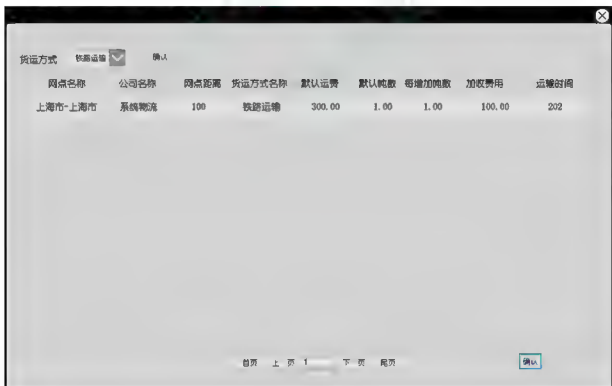 货运方式 铁路运输 确认
网点名称 公司名称 网点距离 货运方式名称 默认运费 默认吨数 每增加吨数 加收费用 运输时间
上海市-上海市 系统物流 100 铁路运输 300.00 1.00 1.00 100.00 202
首页 上一页 1 下一页 尾页 确认